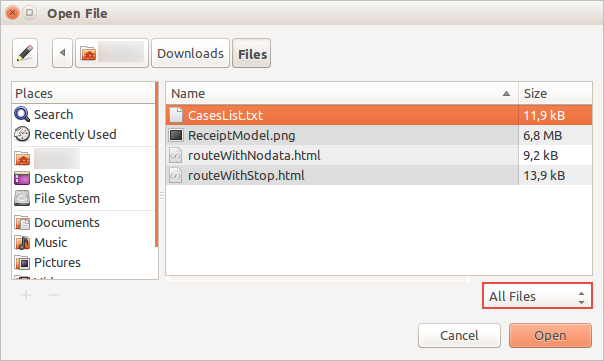 Open File
Downloads Files
Places
Search
Recently Used
Desktop
File System
Documents
Music
Pictures
Name Size
CasesList.txt 11,9 kB
ReceiptModel.png 6,8 MB
routeWithNodata.html 9,2 kB
routeWithStop.html 13,9 kB
All Files
Cancel Open